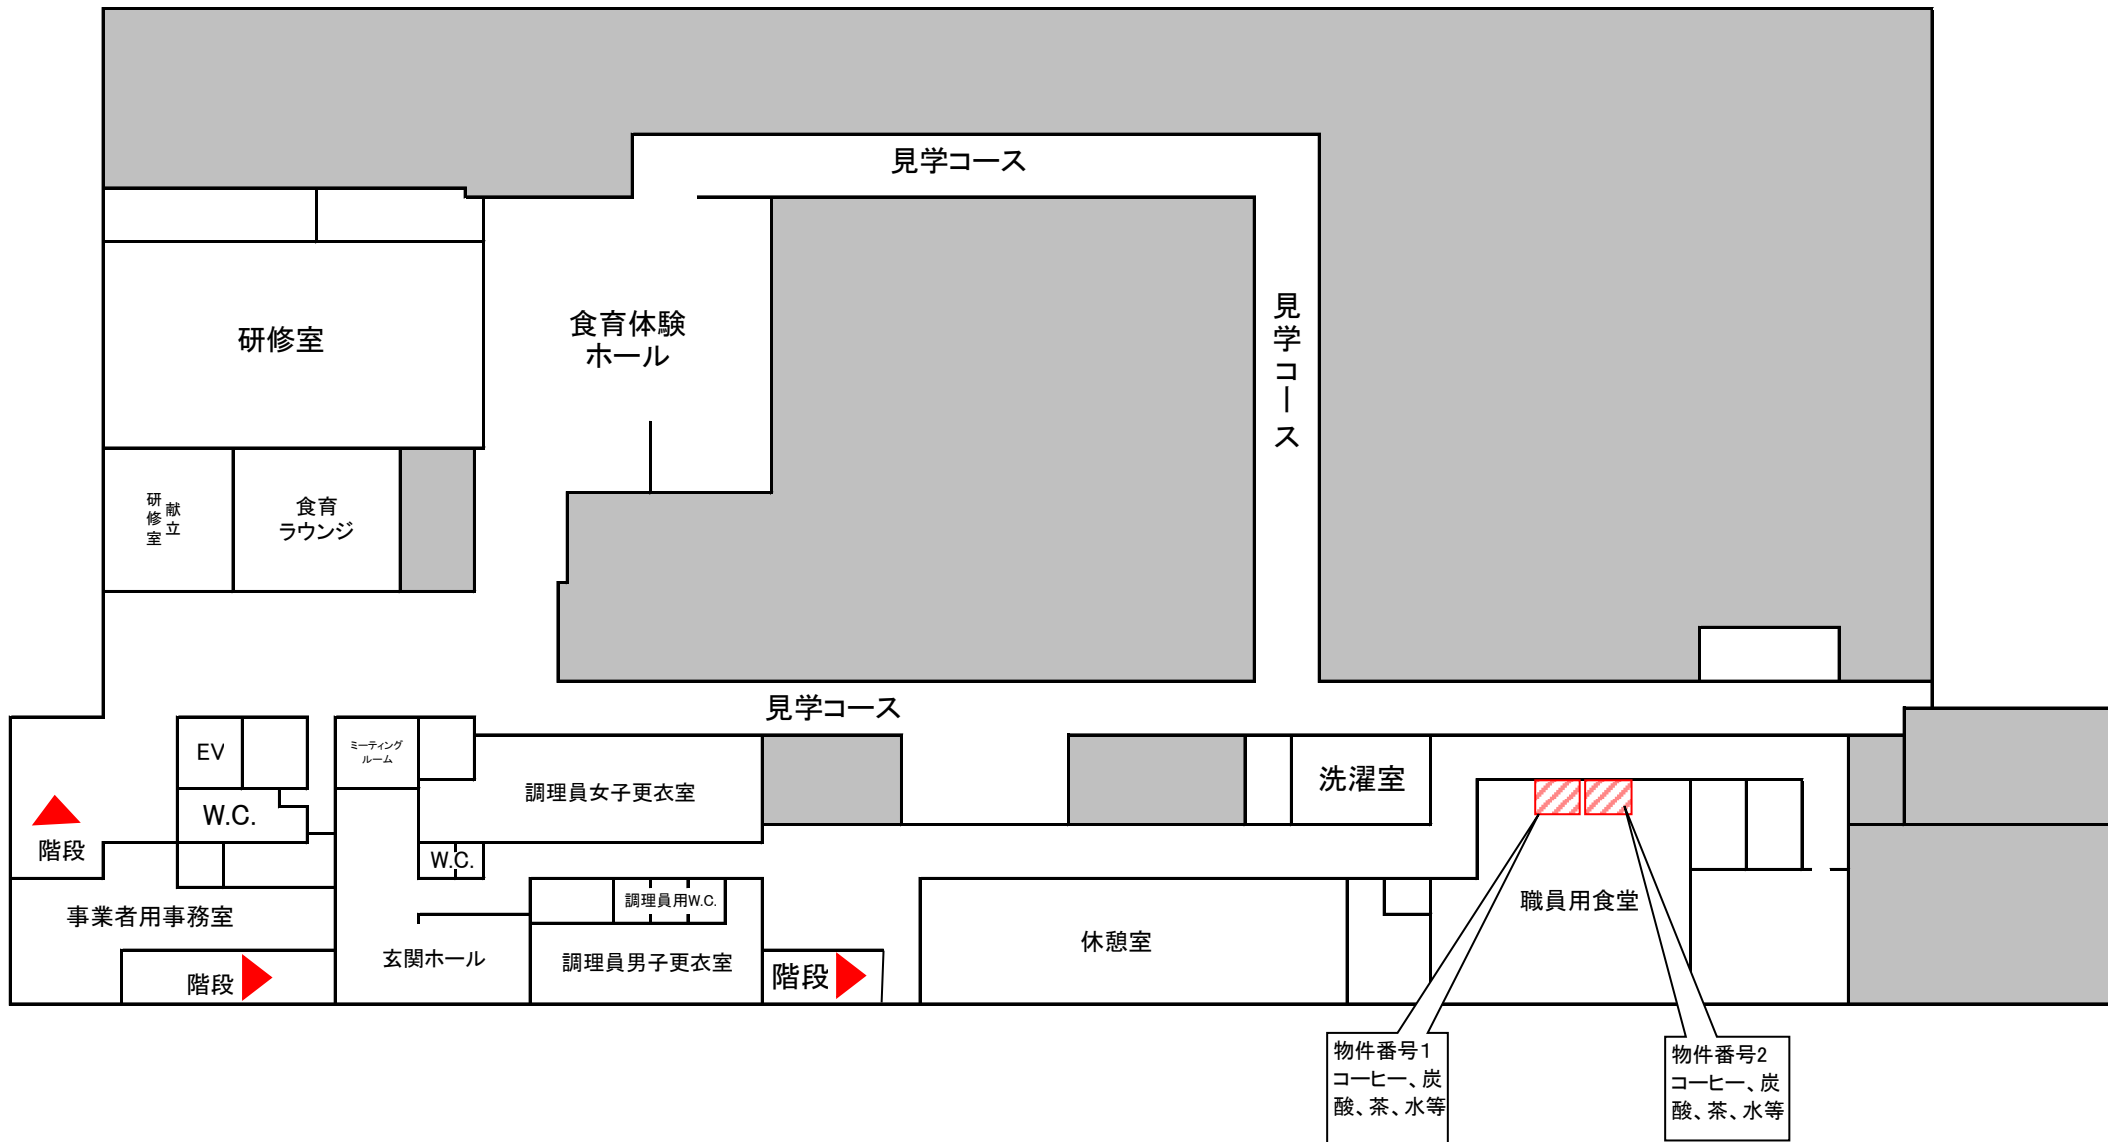 見学コース
見学コース
研修室
食育体験
ホール
献立
研修室
食育
ラウンジ
見学コース
EV
ミーティング
ルーム
調理員女子更衣室
洗濯室
W.C.
階段
W.C.
調理員用W.C.
職員用食堂
事業者用事務室
休憩室
玄関ホール
調理員男子更衣室
階段
階段
物件番号1
コーヒー、炭
酸、茶、水等
物件番号2
コーヒー、炭
酸、茶、水等